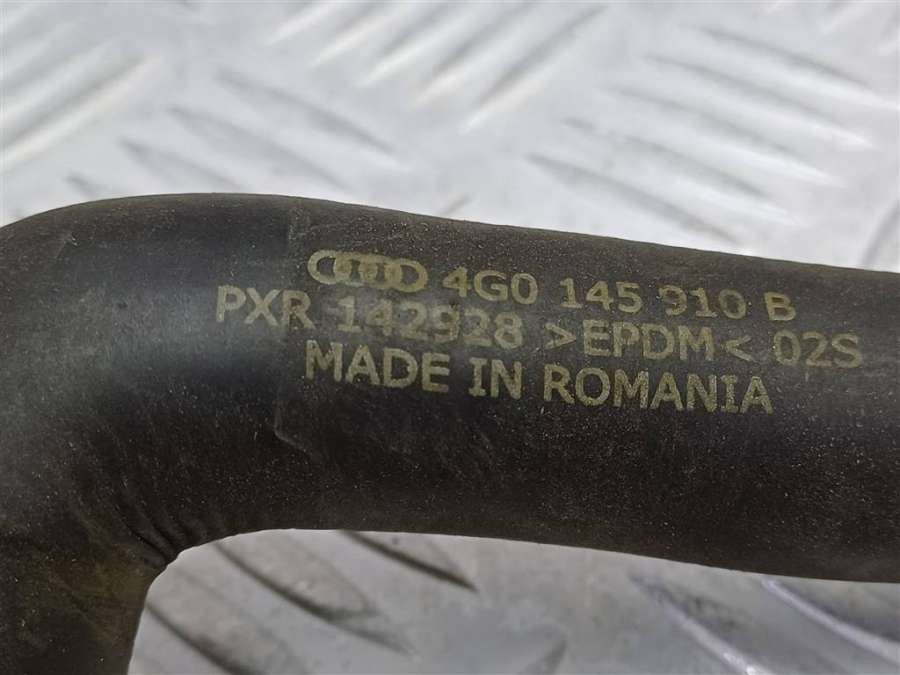 4G0 145 910 B
PXR 142928 >EPDM< 02S
MADE IN ROMANIA